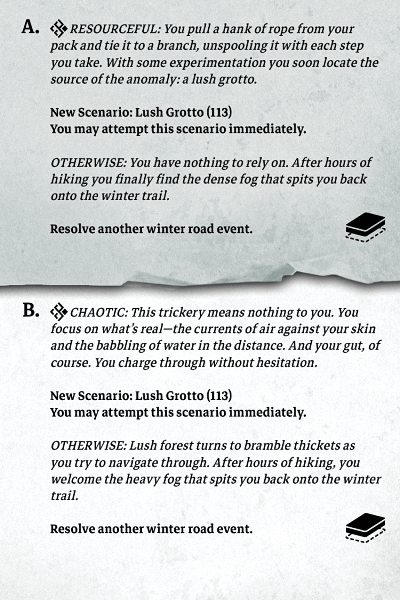 A. RESOURCEFUL: You pull a hank of rope from your
pack and tie it to a branch, unspooling it with each step
you take. With some experimentation you soon locate the
source of the anomaly: a lush grotto.
New Scenario: Lush Grotto (113)
You may attempt this scenario immediately.
OTHERWISE: You have nothing to rely on. After hours of
hiking you finally find the dense fog that spits you back
onto the winter trail.
Resolve another winter road event.
B. CHAOTIC: This trickery means nothing to you. You
focus on what's real—the currents of air against your skin
and the babbling of water in the distance. And your gut, of
course. You charge through without hesitation.
New Scenario: Lush Grotto (113)
You may attempt this scenario immediately.
OTHERWISE: Lush forest turns to bramble thickets as
you try to navigate through. After hours of hiking, you
welcome the heavy fog that spits you back onto the winter
trail.
Resolve another winter road event.